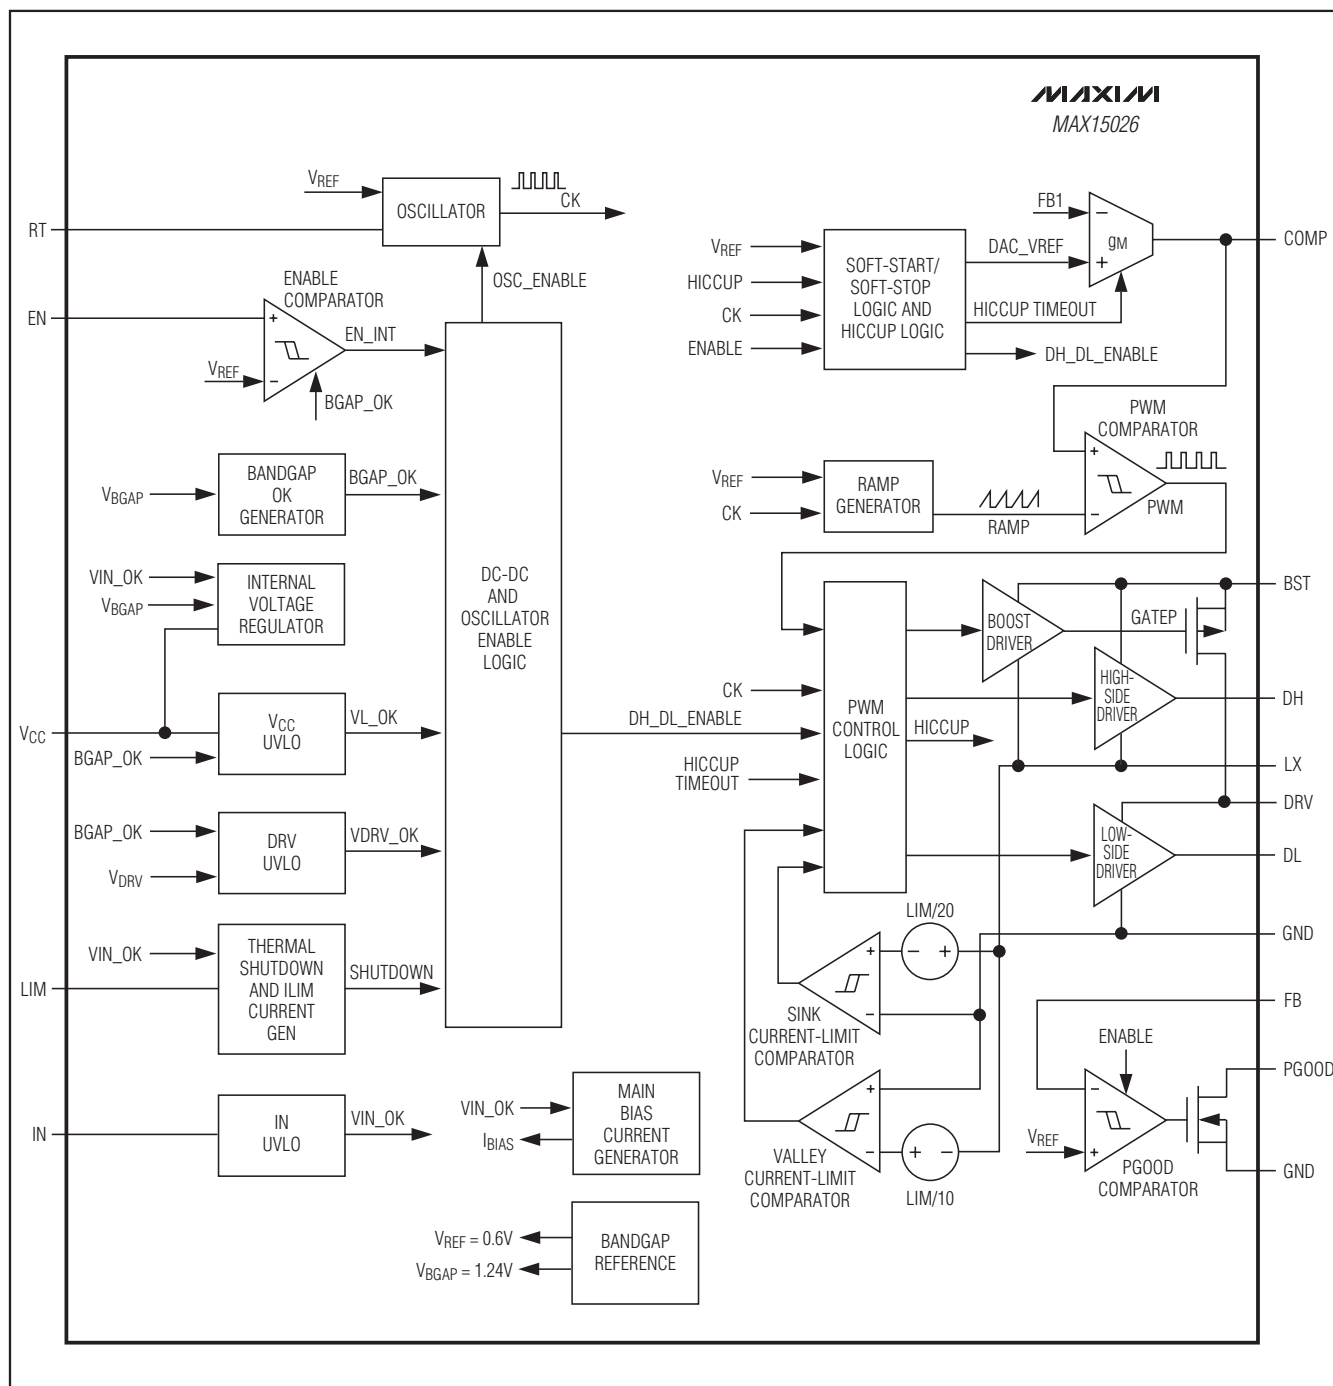 MAXIM
MAX15026
VREF
OSCILLATOR
CK
RT
OSC_ENABLE
ENABLE
COMPARATOR
EN
+
EN_INT
VREF
−
BGAP_OK
BANDGAP
OK
GENERATOR
VBGAP
BGAP_OK
VIN_OK
VBGAP
INTERNAL
VOLTAGE
REGULATOR
DC-DC
AND
OSCILLATOR
ENABLE
LOGIC
VCC
VCC
UVLO
VL_OK
BGAP_OK
BGAP_OK
VDRV
DRV
UVLO
VDRV_OK
VIN_OK
LIM
THERMAL
SHUTDOWN
AND ILIM
CURRENT
GEN
SHUTDOWN
IN
IN
UVLO
VIN_OK
VIN_OK
IBIAS
MAIN
BIAS
CURRENT
GENERATOR
VREF = 0.6V
VBGAP = 1.24V
BANDGAP
REFERENCE
VREF
HICCUP
CK
ENABLE
SOFT-START/
SOFT-STOP
LOGIC AND
HICCUP LOGIC
FB1
−
gM
+
DAC_VREF
HICCUP TIMEOUT
DH_DL_ENABLE
COMP
PWM
COMPARATOR
+
−
PWM
VREF
CK
RAMP
GENERATOR
RAMP
BST
BOOST
DRIVER
GATEP
HIGH-
SIDE
DRIVER
DH
CK
DH_DL_ENABLE
HICCUP
TIMEOUT
PWM
CONTROL
LOGIC
HICCUP
LX
DRV
LOW-
SIDE
DRIVER
DL
LIM/20
+
− +
−
SINK
CURRENT-LIMIT
COMPARATOR
GND
FB
ENABLE
−
PGOOD
VREF
+
PGOOD
COMPARATOR
GND
+
−
+ −
VALLEY
CURRENT-LIMIT
COMPARATOR
LIM/10